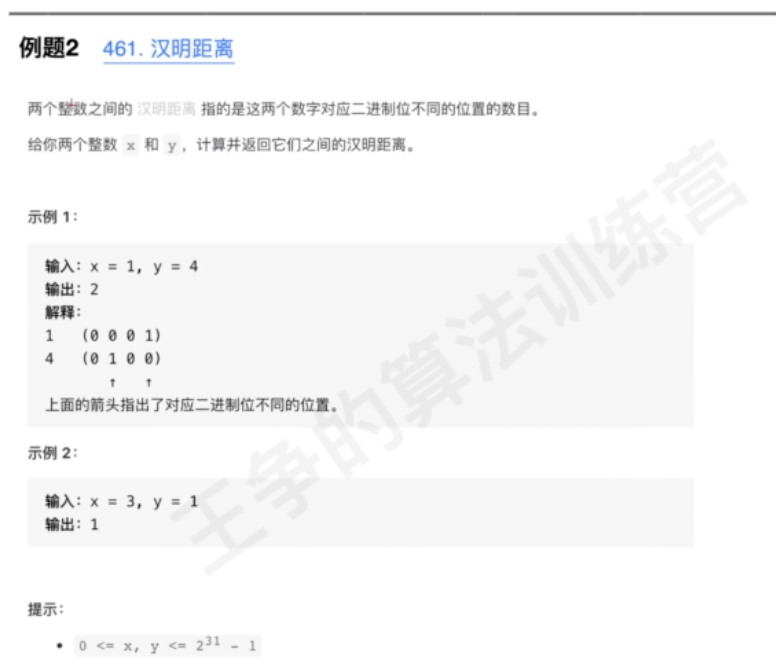 例题2 461. 汉明距离
两个整数之间的 汉明距离 指的是这两个数字对应二进制位不同的位置的数目。
给你两个整数 x 和 y，计算并返回它们之间的汉明距离。
示例 1：
输入：x = 1, y = 4
输出：2
解释：
1 (0 0 0 1)
4 (0 1 0 0)
↑ ↑
上面的箭头指出了对应二进制位不同的位置。
示例 2：
输入：x = 3, y = 1
输出：1
提示：
• 0 <= x, y <= 2³¹ - 1
王争的算法训练营